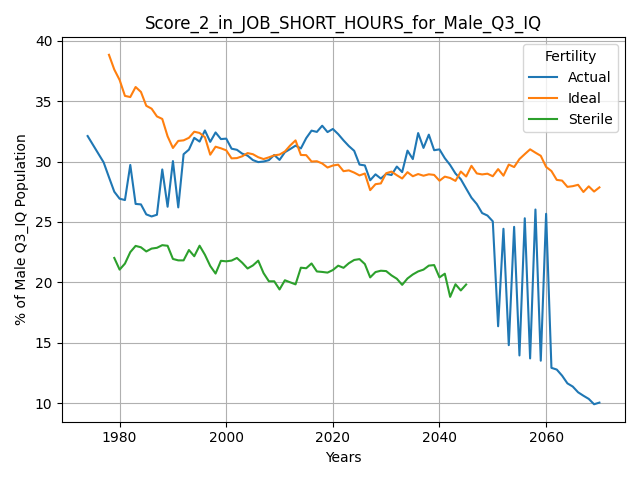 Score_2_in_JOB_SHORT_HOURS_for_Male_Q3_IQ
% of Male Q3_IQ Population
40
35
30
25
20
15
10
Fertility
Actual
Ideal
Sterile
1980
2000
2020
2040
2060
Years